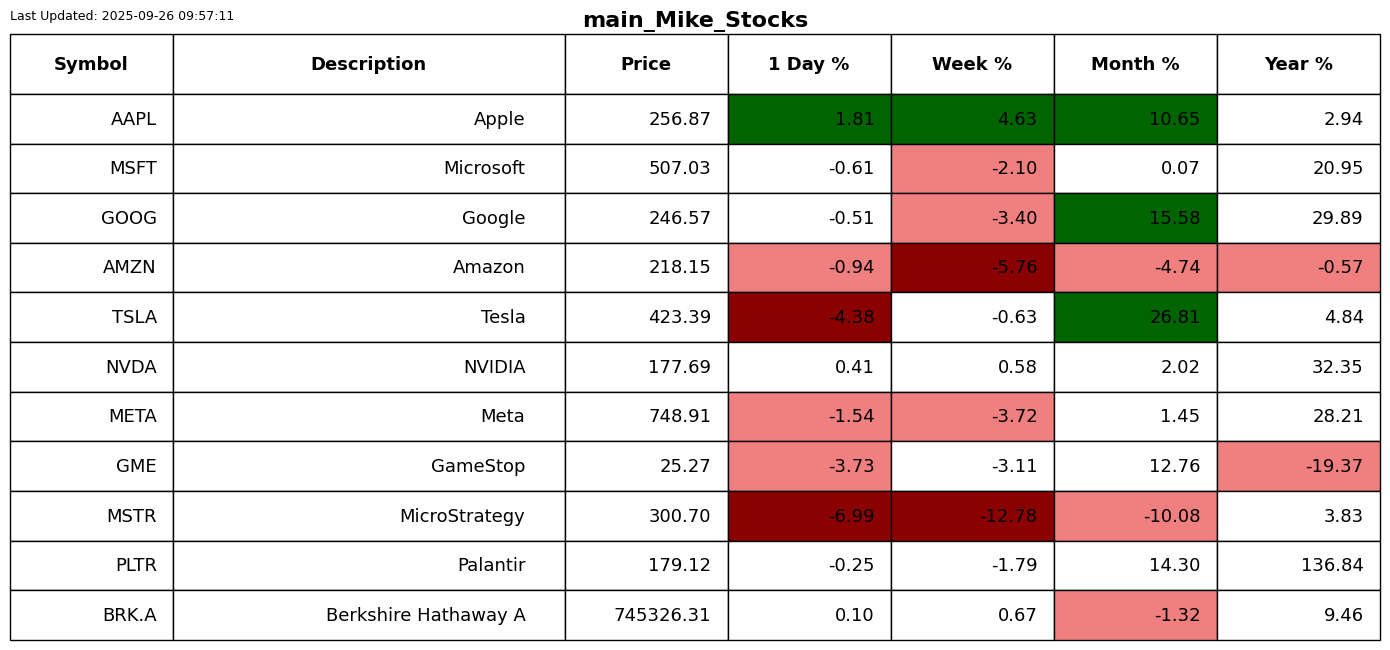 Last Updated: 2025-09-26 09:57:11
main_Mike_Stocks
Symbol Description Price 1 Day % Week % Month % Year %
AAPL Apple 256.87 1.81 4.63 10.65 2.94
MSFT Microsoft 507.03 -0.61 -2.10 0.07 20.95
GOOG Google 246.57 -0.51 -3.40 15.58 29.89
AMZN Amazon 218.15 -0.94 -5.76 -4.74 -0.57
TSLA Tesla 423.39 -4.38 -0.63 26.81 4.84
NVDA NVIDIA 177.69 0.41 0.58 2.02 32.35
META Meta 748.91 -1.54 -3.72 1.45 28.21
GME GameStop 25.27 -3.73 -3.11 12.76 -19.37
MSTR MicroStrategy 300.70 -6.99 -12.78 -10.08 3.83
PLTR Palantir 179.12 -0.25 -1.79 14.30 136.84
BRK.A Berkshire Hathaway A 745326.31 0.10 0.67 -1.32 9.46